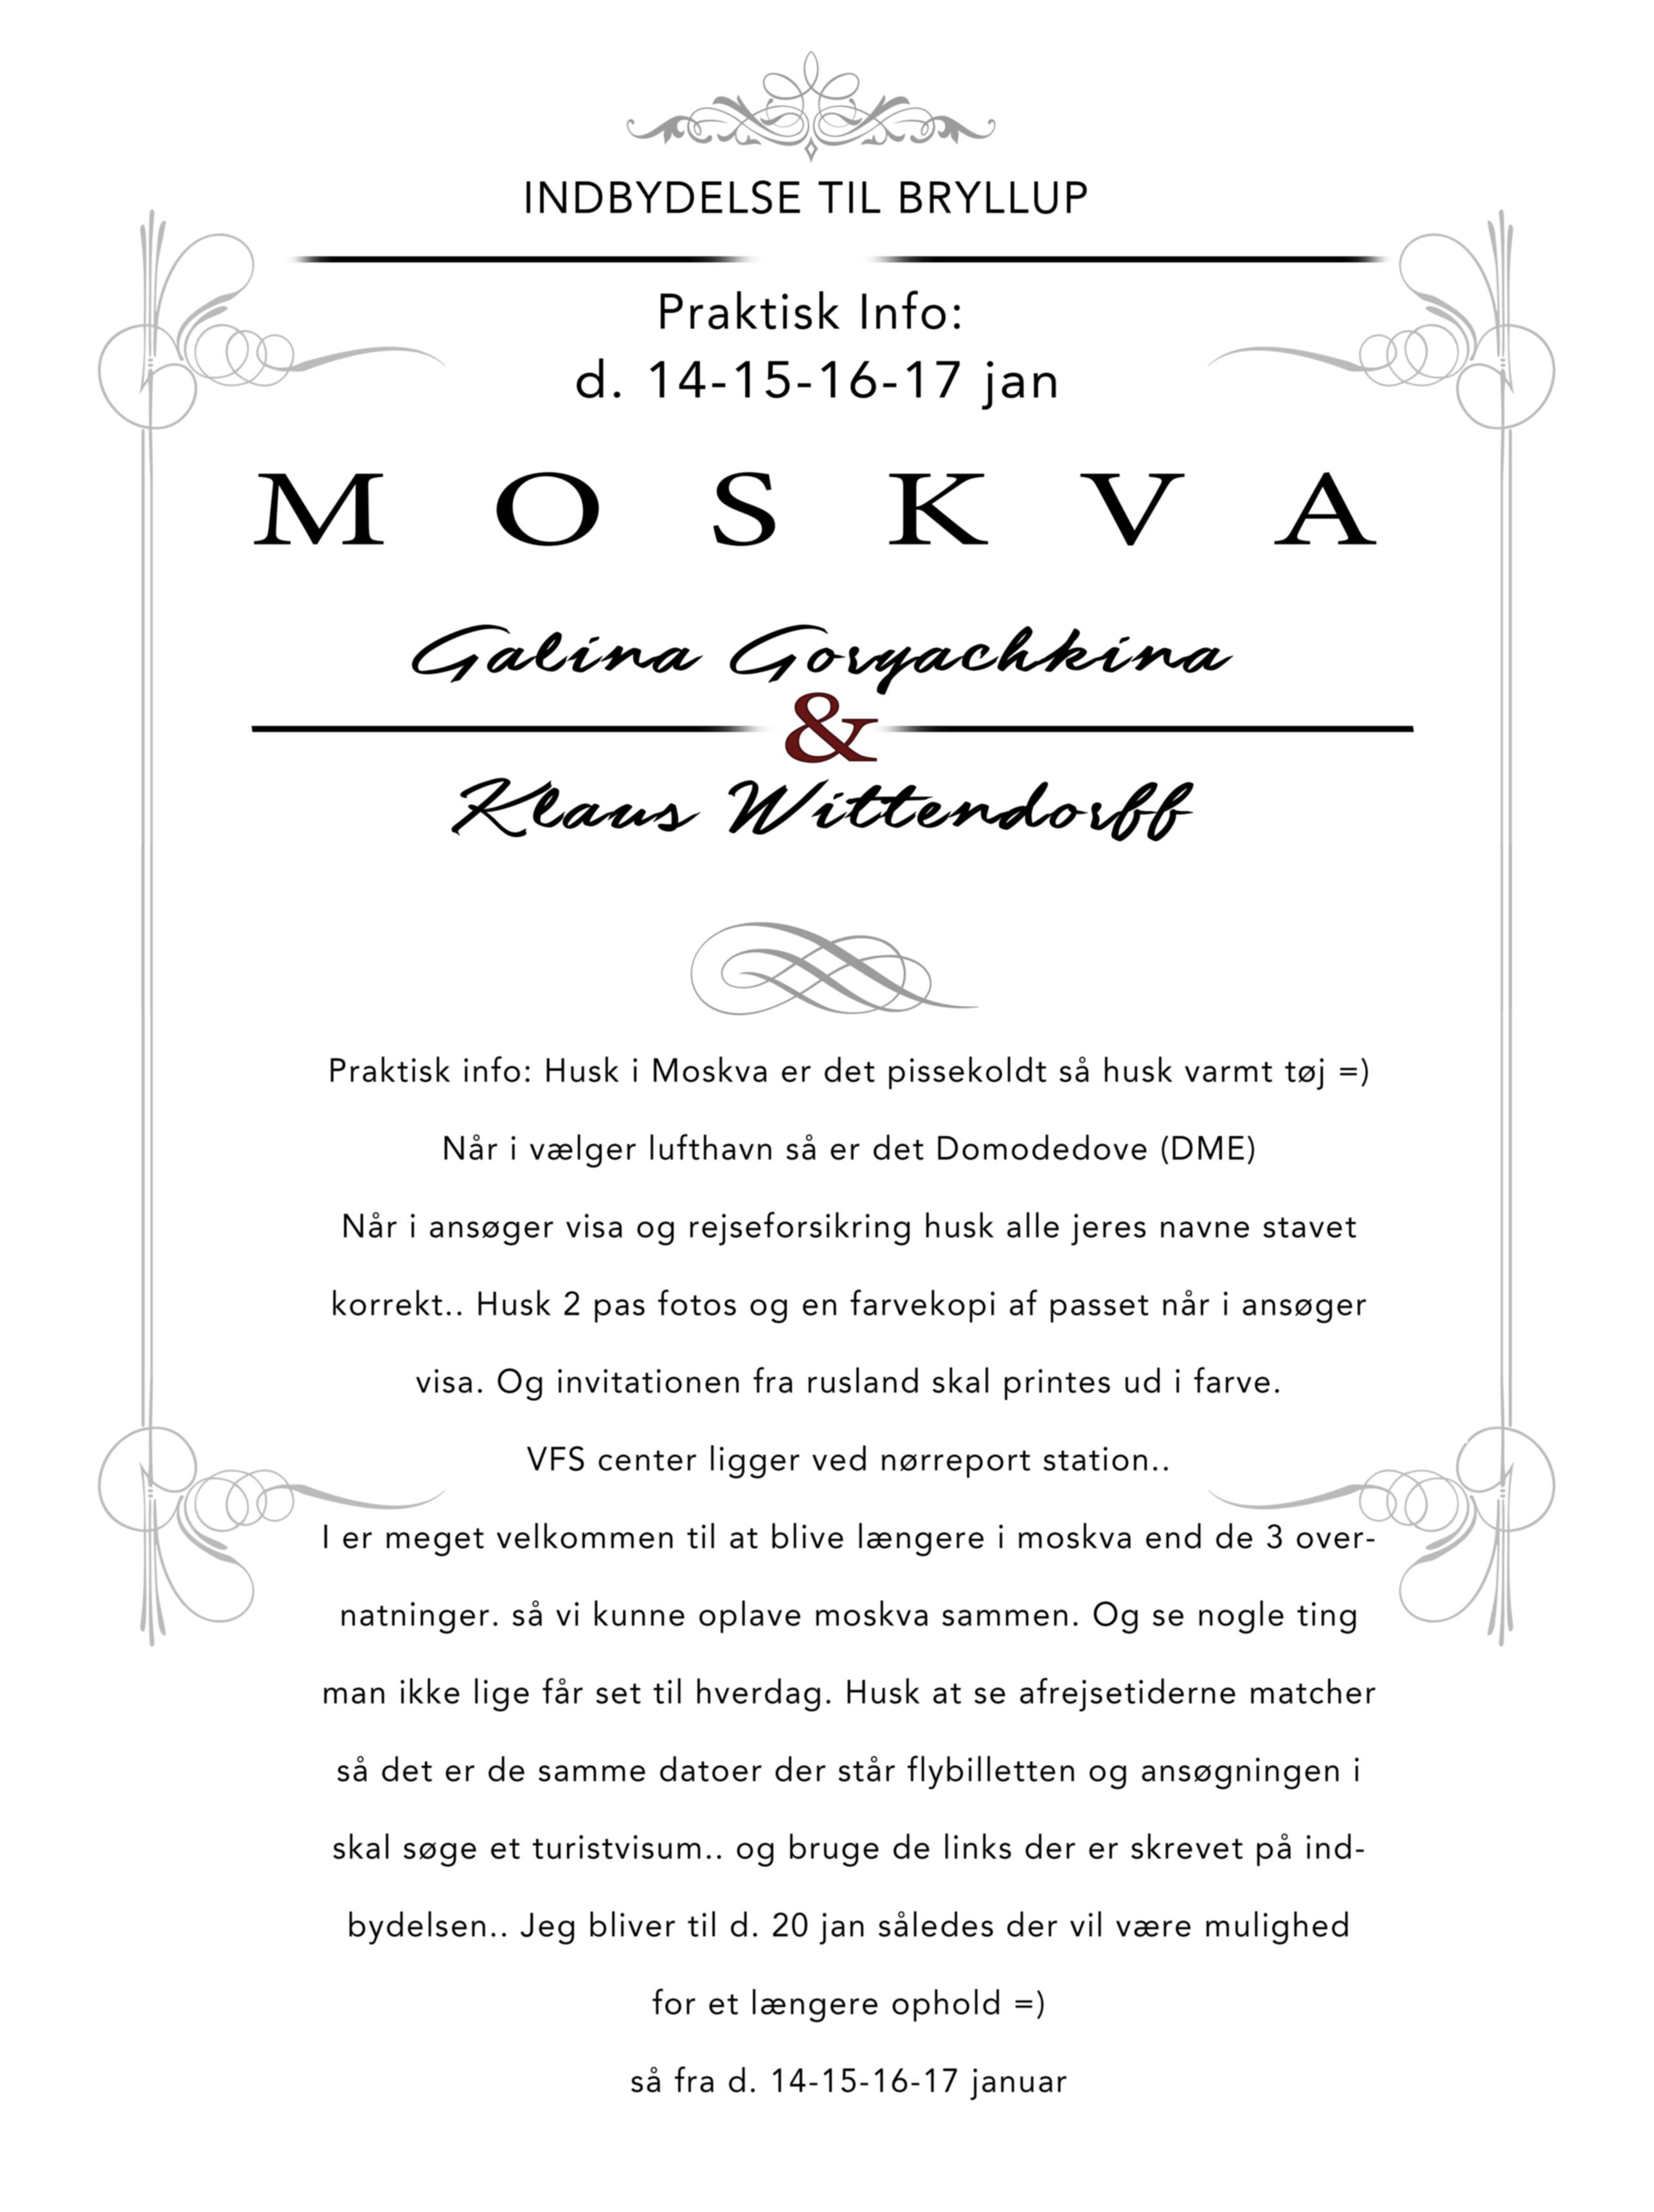 INDBYDELSE TIL BRYLLUP
Praktisk Info:
d. 14-15-16-17 jan
MOSKVA
Galina Goryachkina
&
Klaus Wittendorff
Praktisk info: Husk i Moskva er det pissekoldt så husk varmt tøj =)
Når i vælger lufthavn så er det Domodedove (DME)
Når i ansøger visa og rejseforsikring husk alle jeres navne stavet
korrekt.. Husk 2 pas fotos og en farvekopi af passet når i ansøger
visa. Og invitationen fra rusland skal printes ud i farve.
VFS center ligger ved nørreport station..
I er meget velkommen til at blive længere i moskva end de 3 over-
natninger. så vi kunne oplave moskva sammen. Og se nogle ting
man ikke lige får set til hverdag. Husk at se afrejsetiderne matcher
så det er de samme datoer der står flybilletten og ansøgningen i
skal søge et turistvisum.. og bruge de links der er skrevet på ind-
bydelsen.. Jeg bliver til d. 20 jan således der vil være mulighed
for et længere ophold =)
så fra d. 14-15-16-17 januar